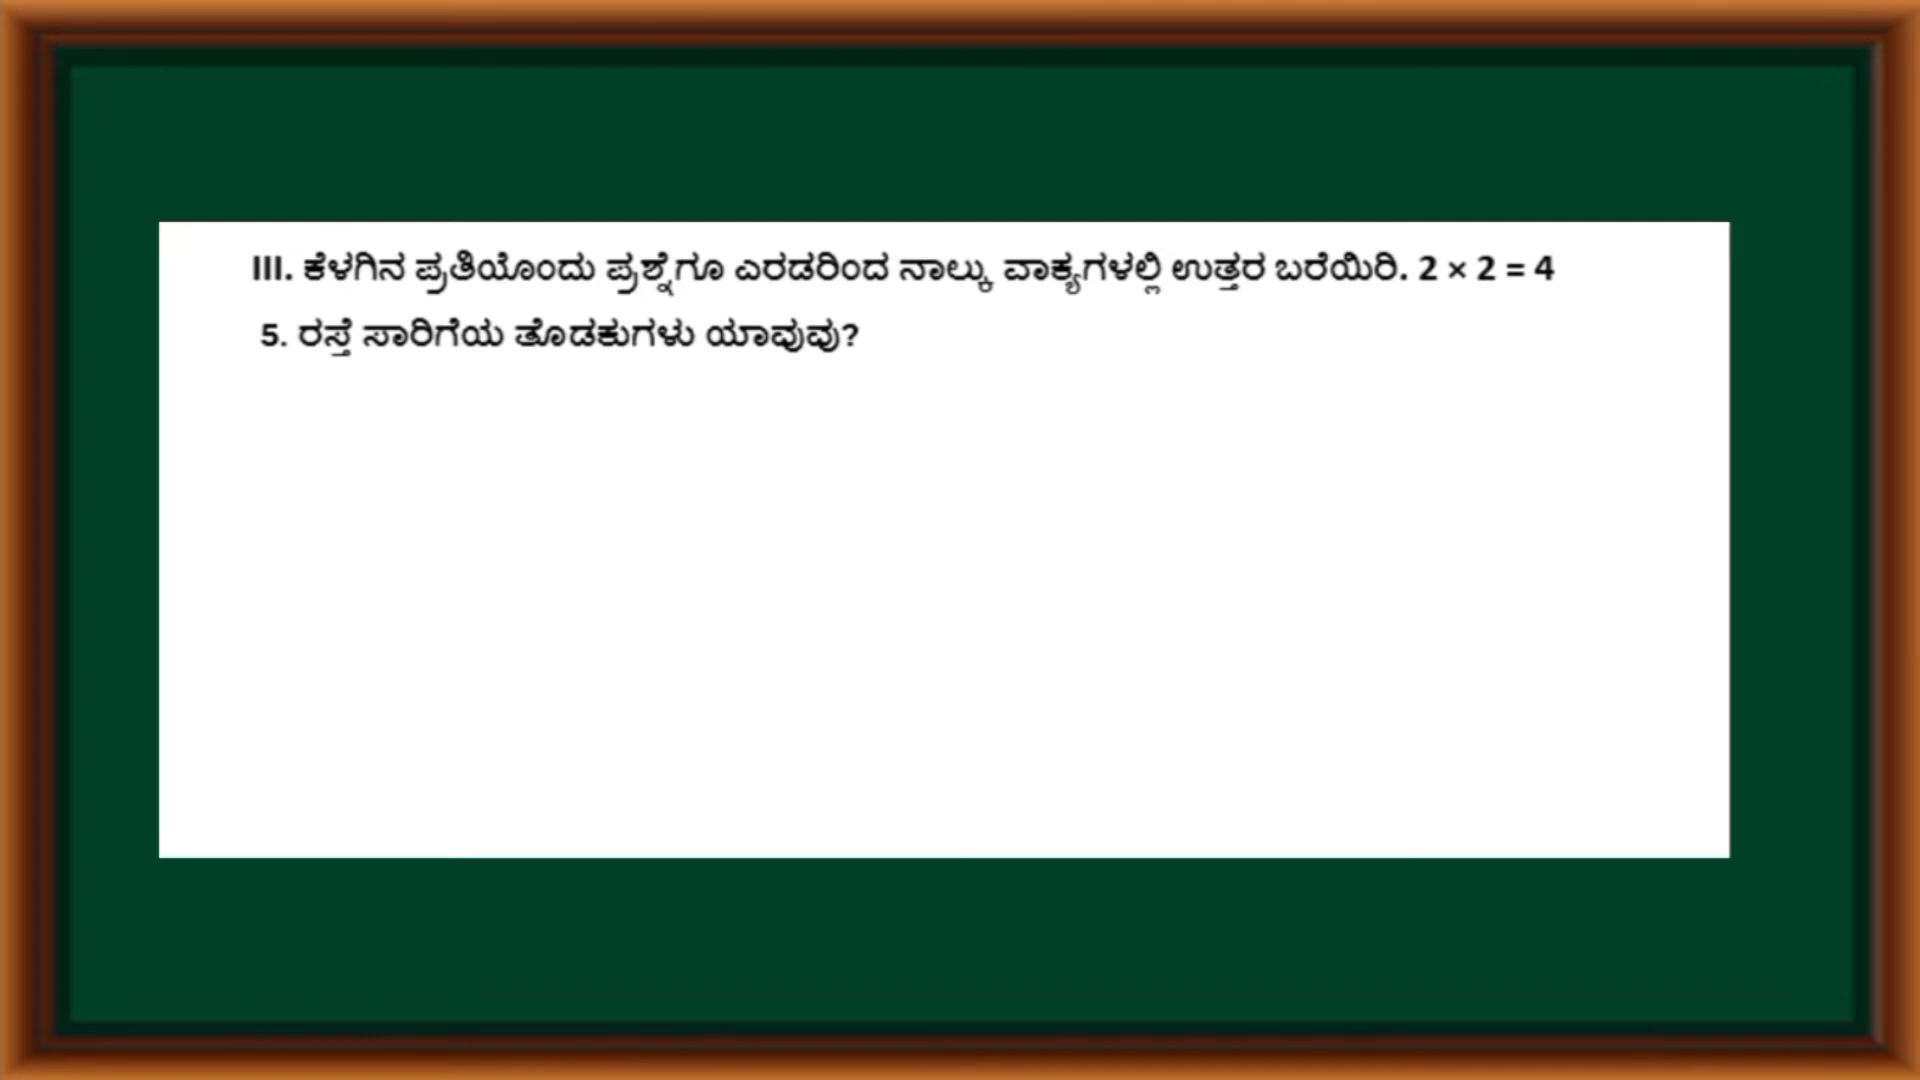 III. ಕೆಳಗಿನ ಪ್ರತಿಯೊಂದು ಪ್ರಶ್ನೆಗೂ ಎರಡರಿಂದ ನಾಲ್ಕು ವಾಕ್ಯಗಳಲ್ಲಿ ಉತ್ತರ ಬರೆಯಿರಿ. 2 × 2 = 4
5. ರಸ್ತೆ ಸಾರಿಗೆಯ ತೊಡಕುಗಳು ಯಾವುವು?